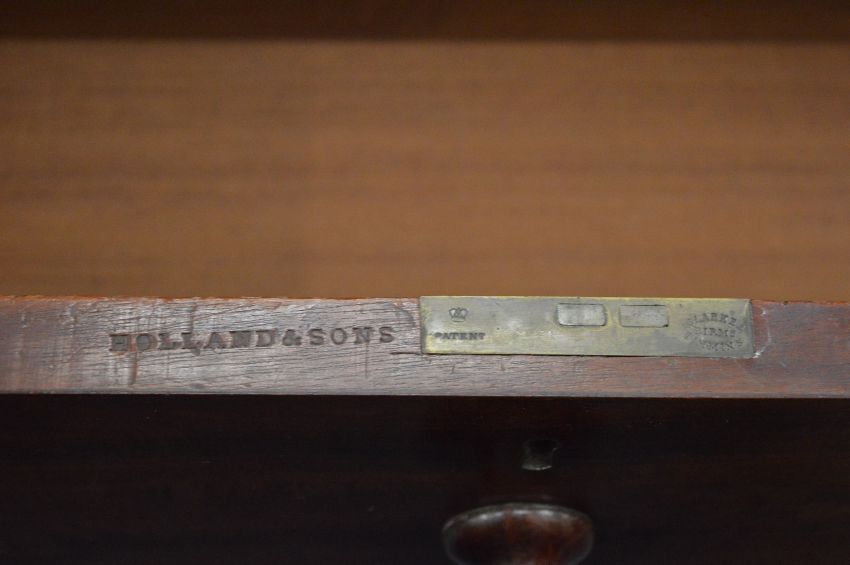 HOLLAND & SONS
PATENT